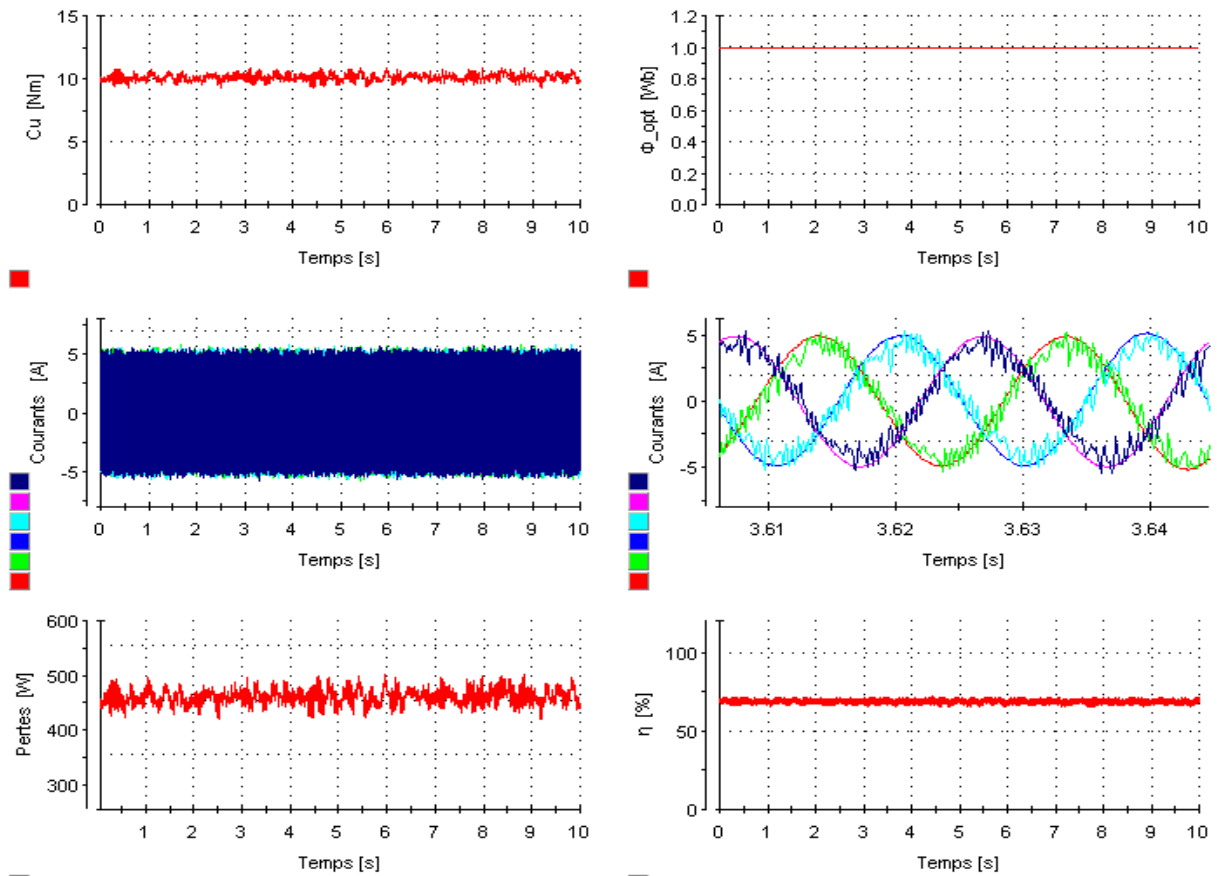 15
10
5
0
Cu [Nm]
0 1 2 3 4 5 6 7 8 9 10
Temps [s]
1.2
1.0
0.8
0.6
0.4
0.2
0.0
Φ_opt [Wb]
0 1 2 3 4 5 6 7 8 9 10
Temps [s]
5
0
-5
Courants [A]
0 1 2 3 4 5 6 7 8 9 10
Temps [s]
5
0
-5
Courants [A]
3.61 3.62 3.63 3.64
Temps [s]
600
500
450
400
300
Pertes [W]
1 2 3 4 5 6 7 8 9 10
Temps [s]
100
50
0
η [%]
0 1 2 3 4 5 6 7 8 9 10
Temps [s]